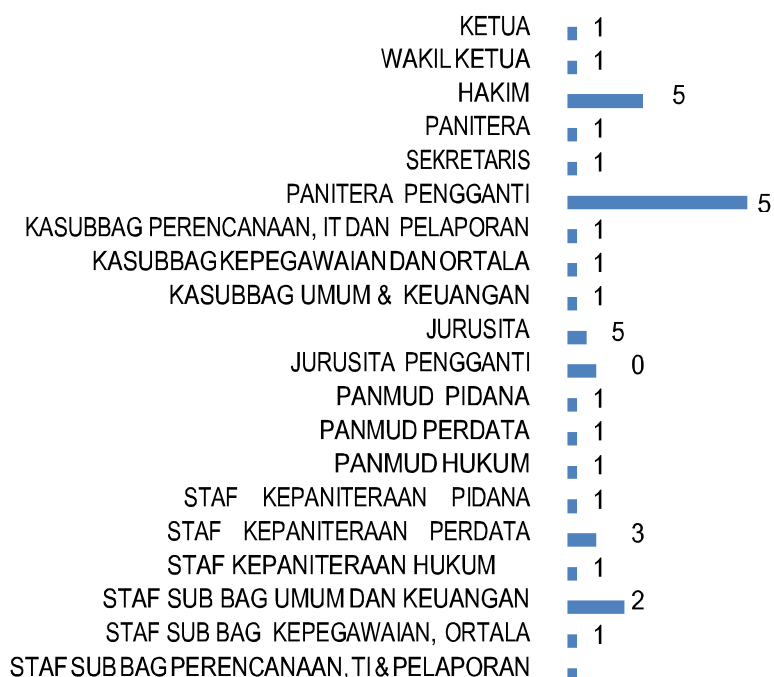 KETUA 1
WAKIL KETUA 1
HAKIM 5
PANITERA 1
SEKRETARIS 1
PANITERA PENGGANTI 5
KASUBBAG PERENCANAAN, IT DAN PELAPORAN 1
KASUBBAG KEPEGAWAIAN DAN ORTALA 1
KASUBBAG UMUM & KEUANGAN 1
JURUSITA 5
JURUSITA PENGGANTI 0
PANMUD PIDANA 1
PANMUD PERDATA 1
PANMUD HUKUM 1
STAF KEPANITERAAN PIDANA 1
STAF KEPANITERAAN PERDATA 3
STAF KEPANITERAAN HUKUM 1
STAF SUB BAG UMUM DAN KEUANGAN 2
STAF SUB BAG KEPEGAWAIAN, ORTALA 1
STAF SUB BAG PERENCANAAN, TI & PELAPORAN